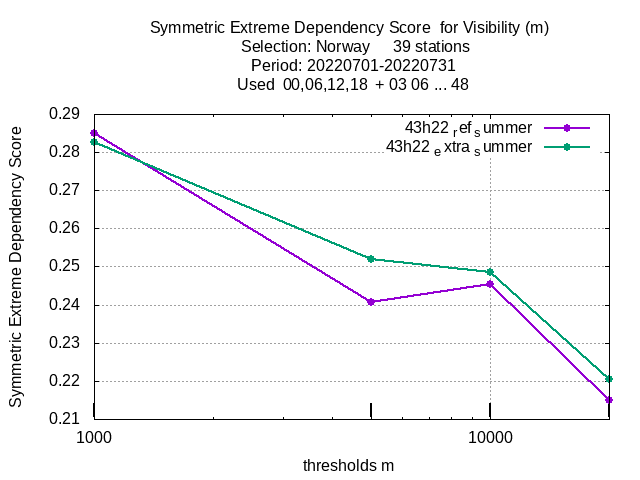 Symmetric Extreme Dependency Score for Visibility (m)
Selection: Norway 39 stations
Period: 20220701-20220731
Used 00,06,12,18 + 03 06 ... 48
Symmetric Extreme Dependency Score
0.29
0.28
0.27
0.26
0.25
0.24
0.23
0.22
0.21
43h22 ref summer
43h22 extra summer
1000
10000
thresholds m